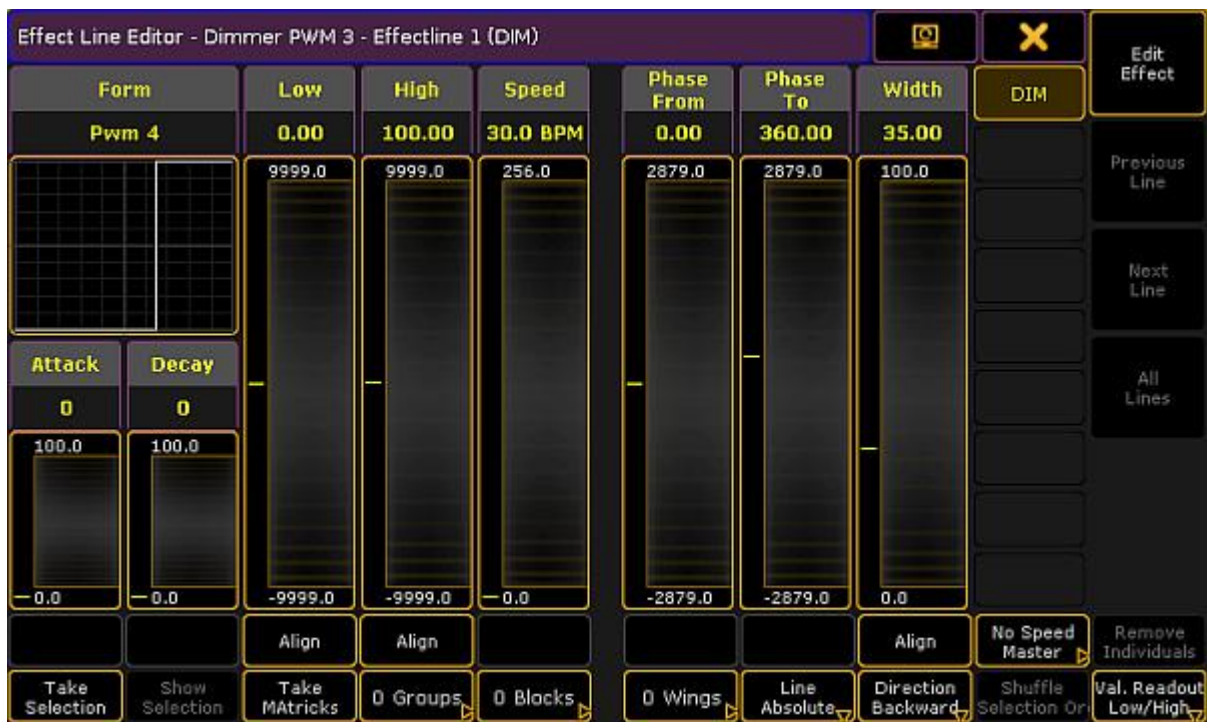 Effect Line Editor - Dimmer PWM 3 - Effectline 1 (DIM)
Edit
Effect
Form
Low
High
Speed
Phase
From
Phase
To
Width
DIM
Pwm 4
0.00
100.00
30.0 BPM
0.00
360.00
35.00
Previous
Line
9999.0
9999.0
256.0
2879.0
2879.0
100.0
Next
Line
Attack
Decay
All
Lines
0
0
100.0
100.0
0.0
0.0
-9999.0
-9999.0
0.0
-2879.0
-2879.0
0.0
Align
Align
Align
No Speed
Master
Remove
Individuals
Take
Selection
Show
Selection
Take
MAtricks
0 Groups
0 Blocks
0 Wings
Line
Absolute
Direction
Backward
Shuffle
Selection Or
Val. Readout
Low/High